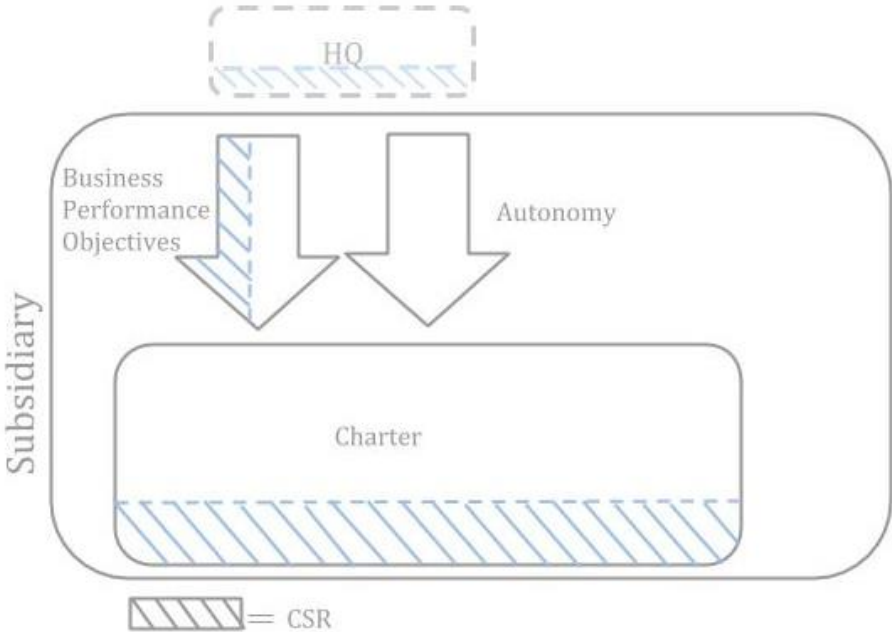 HQ
Business
Performance
Objectives
Autonomy
Subsidiary
Charter
= CSR